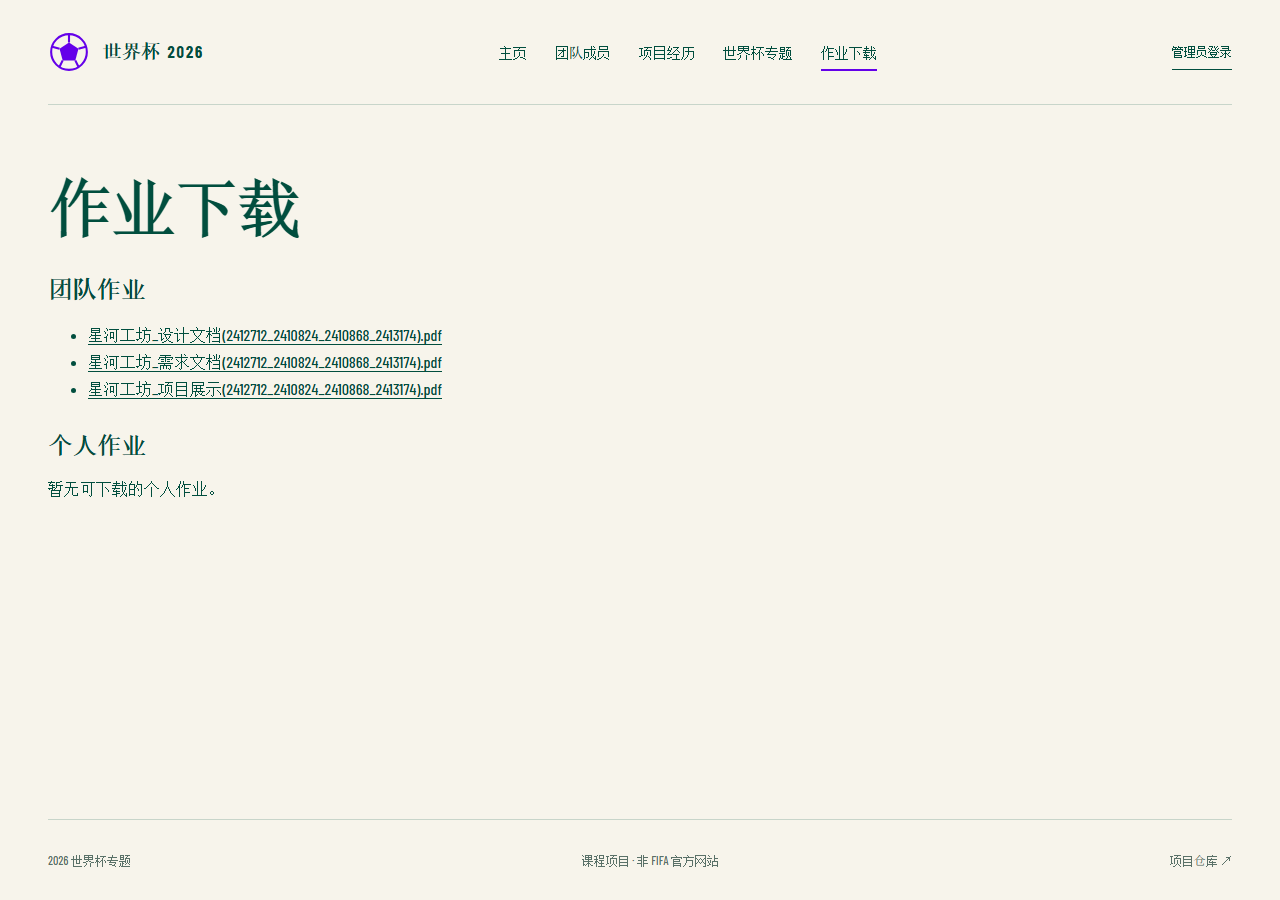 世界杯 2026
主页 团队成员 项目经历 世界杯专题 作业下载
管理员登录
作业下载
团队作业
星河工坊_设计文档(2412712_2410824_2410868_2413174).pdf
星河工坊_需求文档(2412712_2410824_2410868_2413174).pdf
星河工坊_项目展示(2412712_2410824_2410868_2413174).pdf
个人作业
暂无可下载的个人作业。
2026 世界杯专题
课程项目 · 非 FIFA 官方网站
项目仓库 ↗